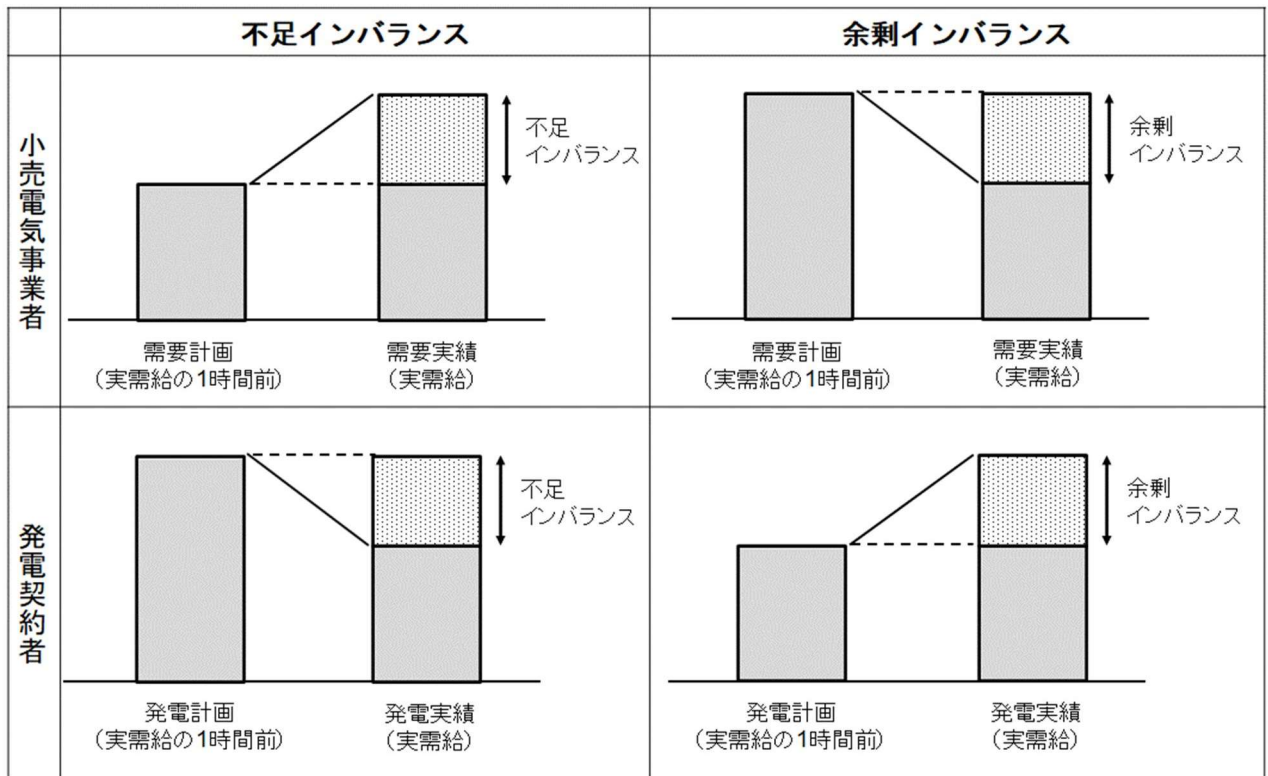 不足インバランス
余剰インバランス
小売電気事業者
不足
インバランス
需要計画
（実需給の1時間前）
需要実績
（実需給）
余剰
インバランス
需要計画
（実需給の1時間前）
需要実績
（実需給）
発電契約者
不足
インバランス
発電計画
（実需給の1時間前）
発電実績
（実需給）
余剰
インバランス
発電計画
（実需給の1時間前）
発電実績
（実需給）